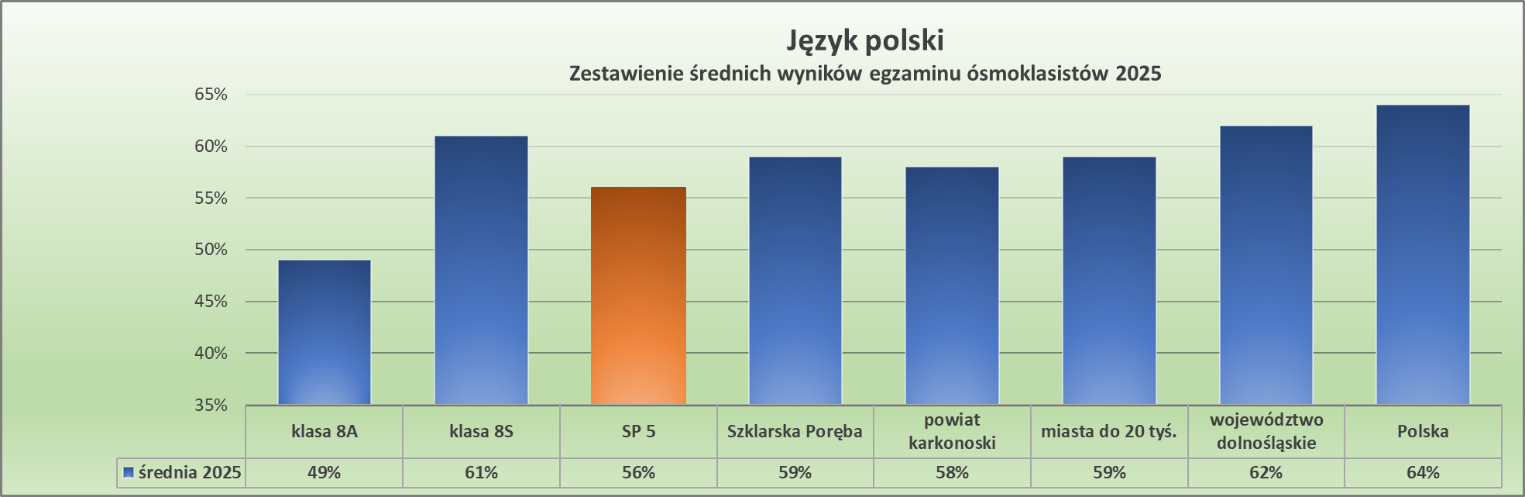 Język polski
Zestawienie średnich wyników egzaminu ósmoklasistów 2025
65%
60%
55%
50%
45%
40%
35%
klasa 8A klasa 8S SP 5 Szklarska Poręba powiat karkonoski miasta do 20 tyś. województwo dolnośląskie Polska
średnia 2025 49% 61% 56% 59% 58% 59% 62% 64%